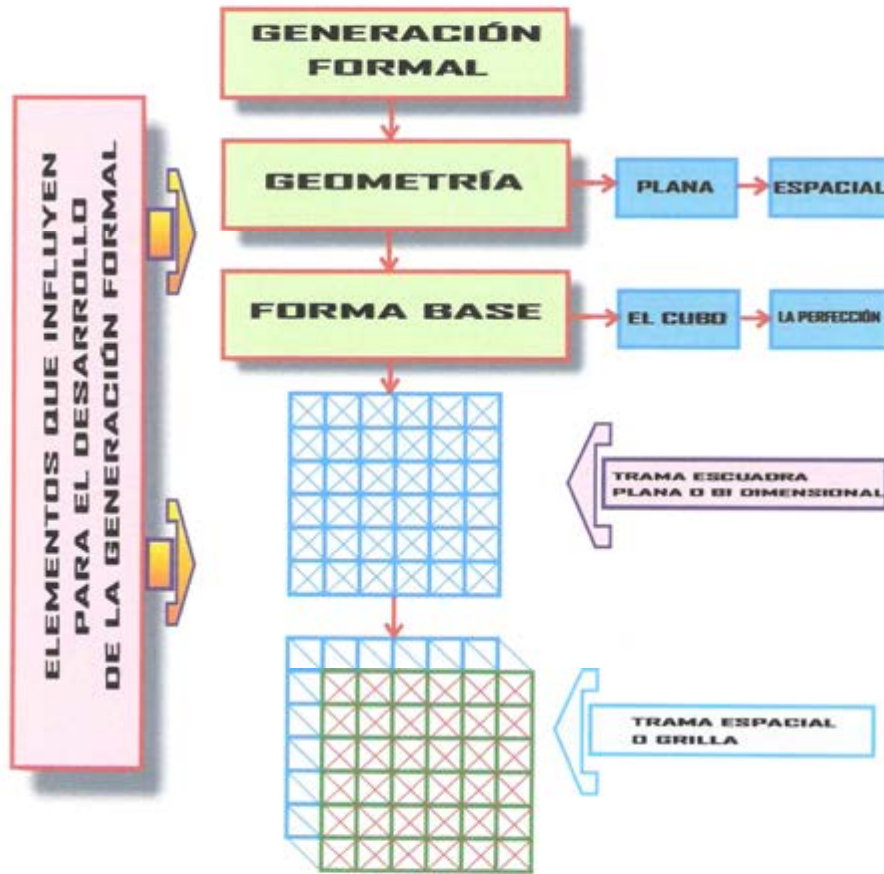 GENERACIÓN
FORMAL
ELEMENTOS QUE INFLUYEN
PARA EL DESARROLLO
DE LA GENERACIÓN FORMAL
GEOMETRÍA
PLANA
ESPACIAL
FORMA BASE
EL CUBO
LA PERFECCIÓN
TRAMA ESCUADRA
PLANA O BI DIMENSIONAL
TRAMA ESPACIAL
O GRILLA